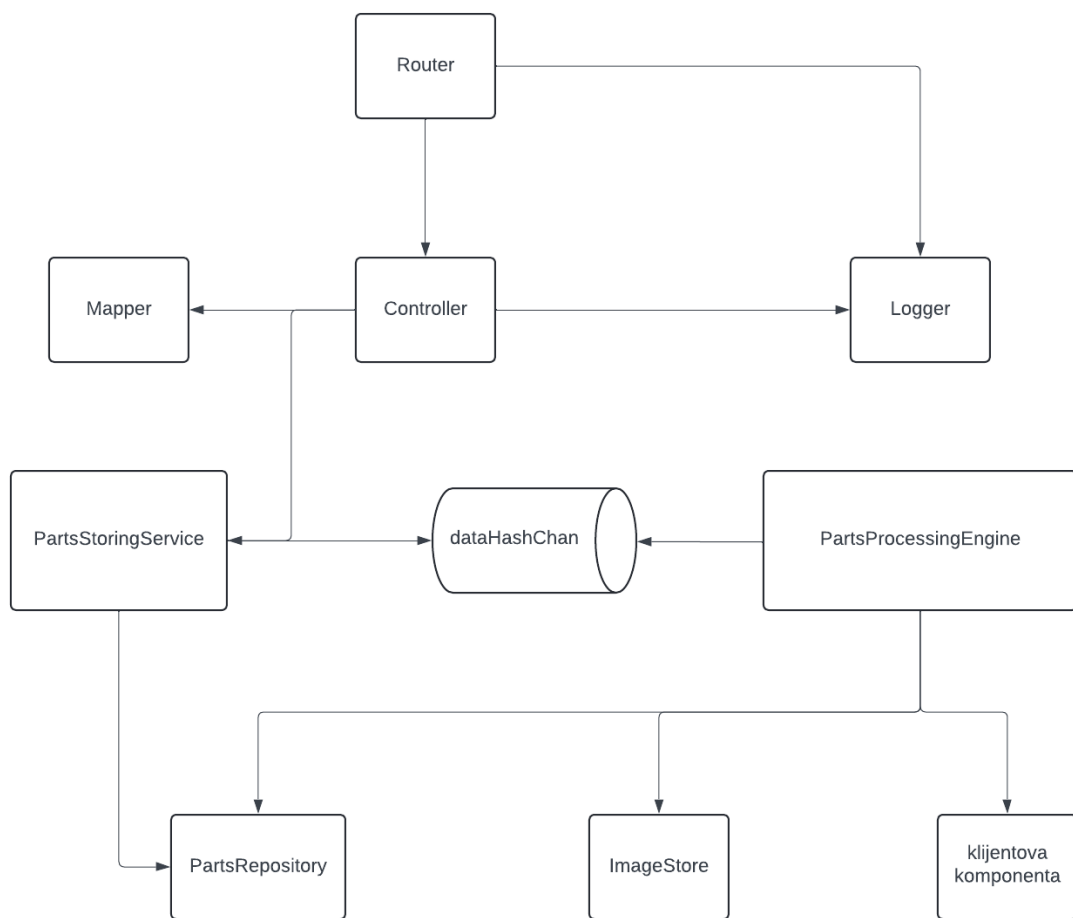 Router
Mapper
Controller
Logger
PartsStoringService
dataHashChan
PartsProcessingEngine
PartsRepository
ImageStore
klijentova
komponenta